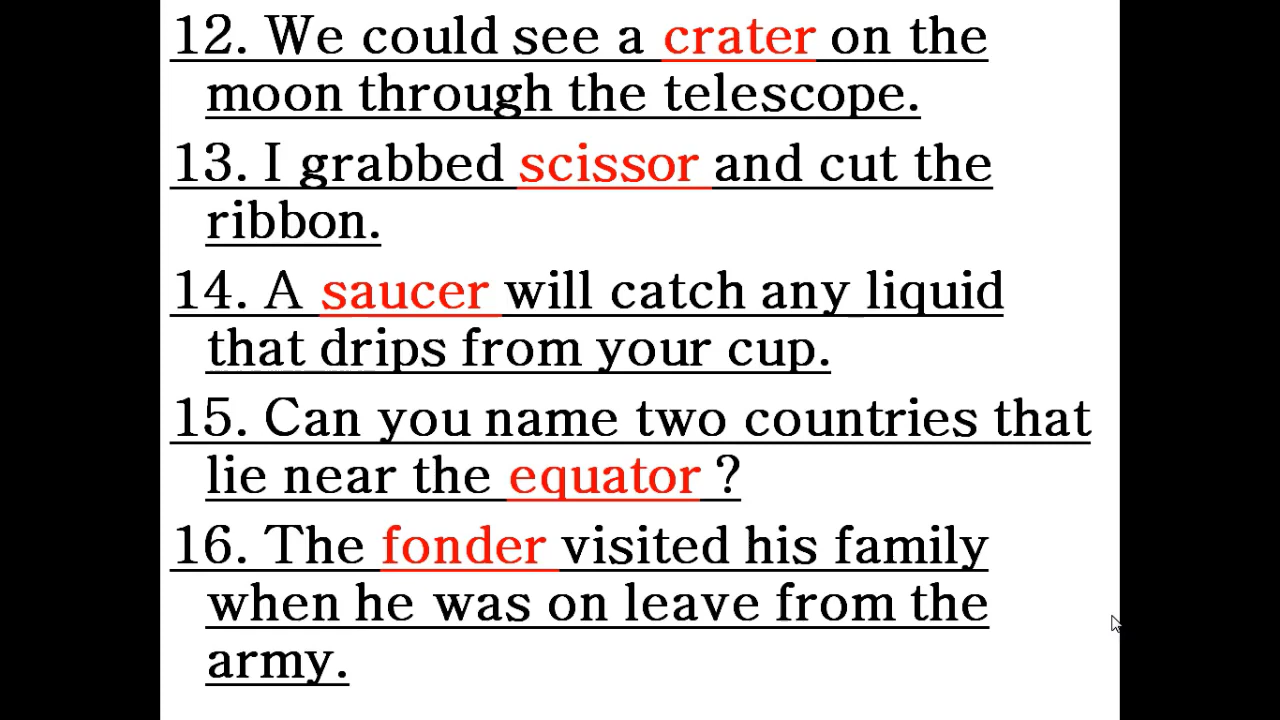 12. We could see a crater on the
moon through the telescope.
13. I grabbed scissor and cut the
ribbon.
14. A saucer will catch any liquid
that drips from your cup.
15. Can you name two countries that
lie near the equator ?
16. The fonder visited his family
when he was on leave from the
army.